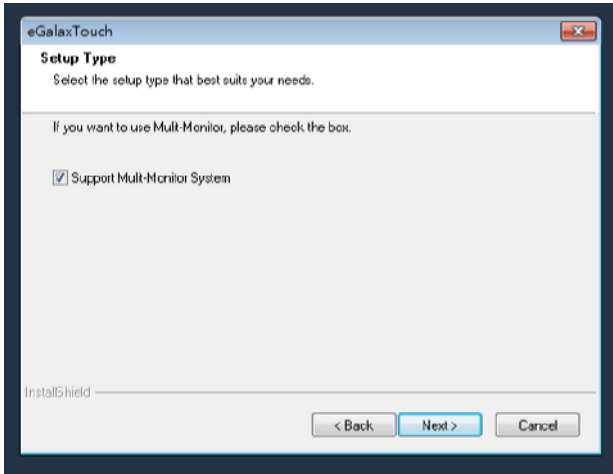 eGalaxTouch
Setup Type
Select the setup type that best suits your needs.
If you want to use Mult-Monitor, please check the box.
Support Mult-Monitor System
InstallShield
< Back
Next >
Cancel